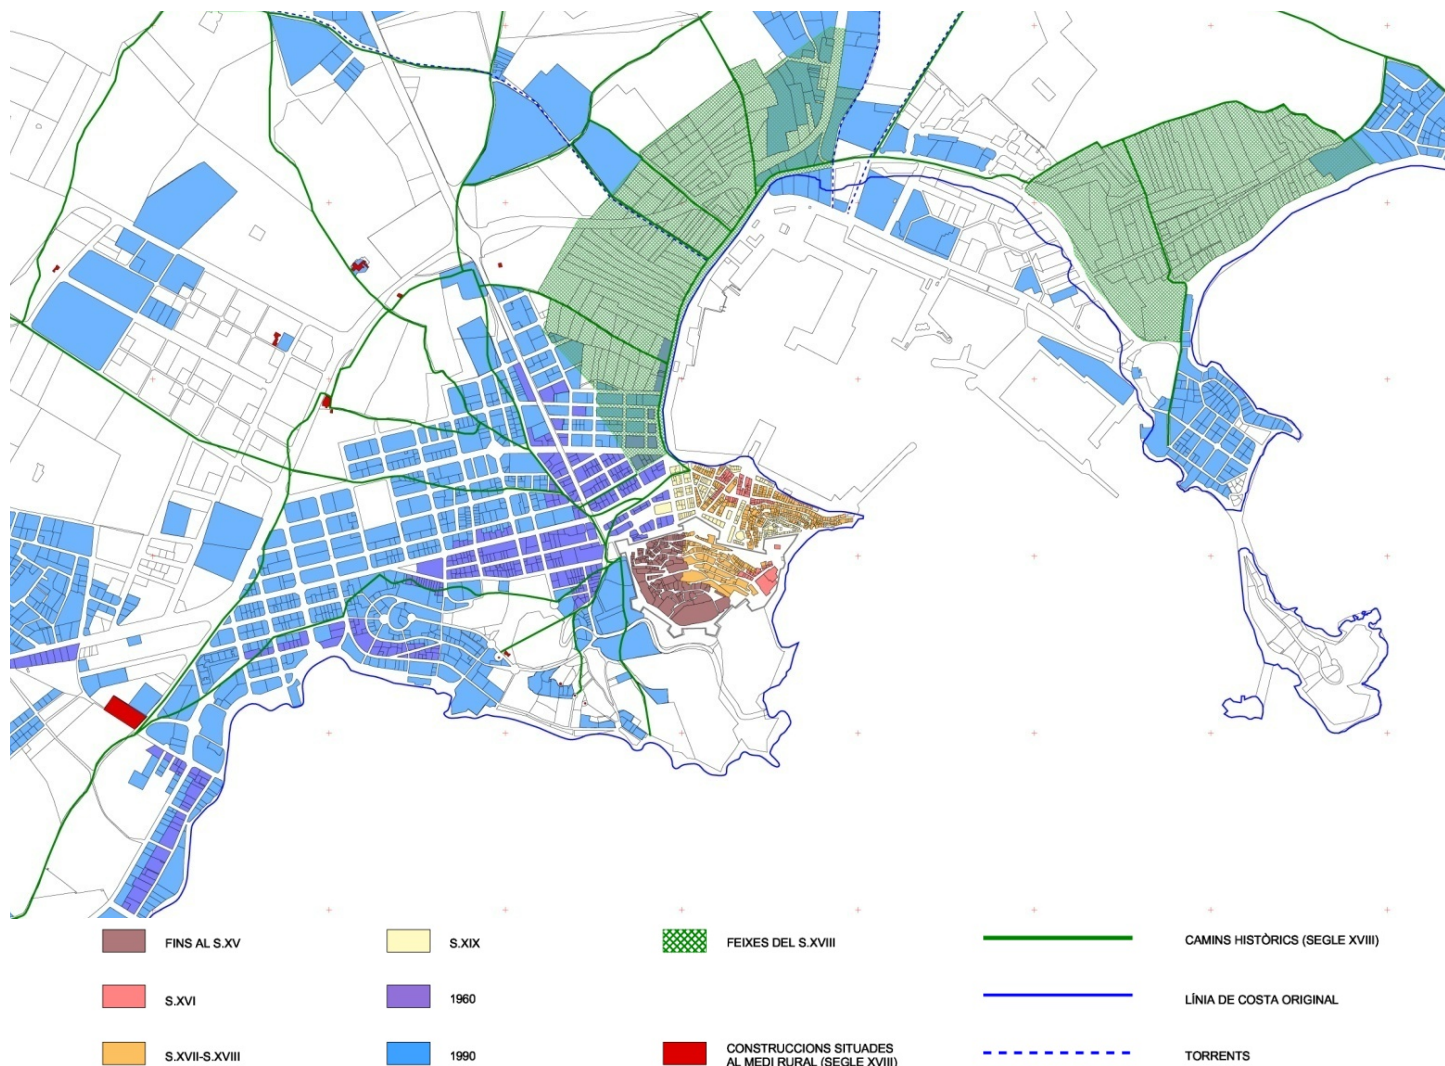 FINS AL S.XV
S.XIX
FEIXES DEL S.XVIII
CAMINS HISTÒRICS (SEGLE XVIII)
S.XVI
1960
LÍNIA DE COSTA ORIGINAL
S.XVII-S.XVIII
1990
CONSTRUCCIONS SITUADES
AL MEDI RURAL (SEGLE XVIII)
TORRENTS